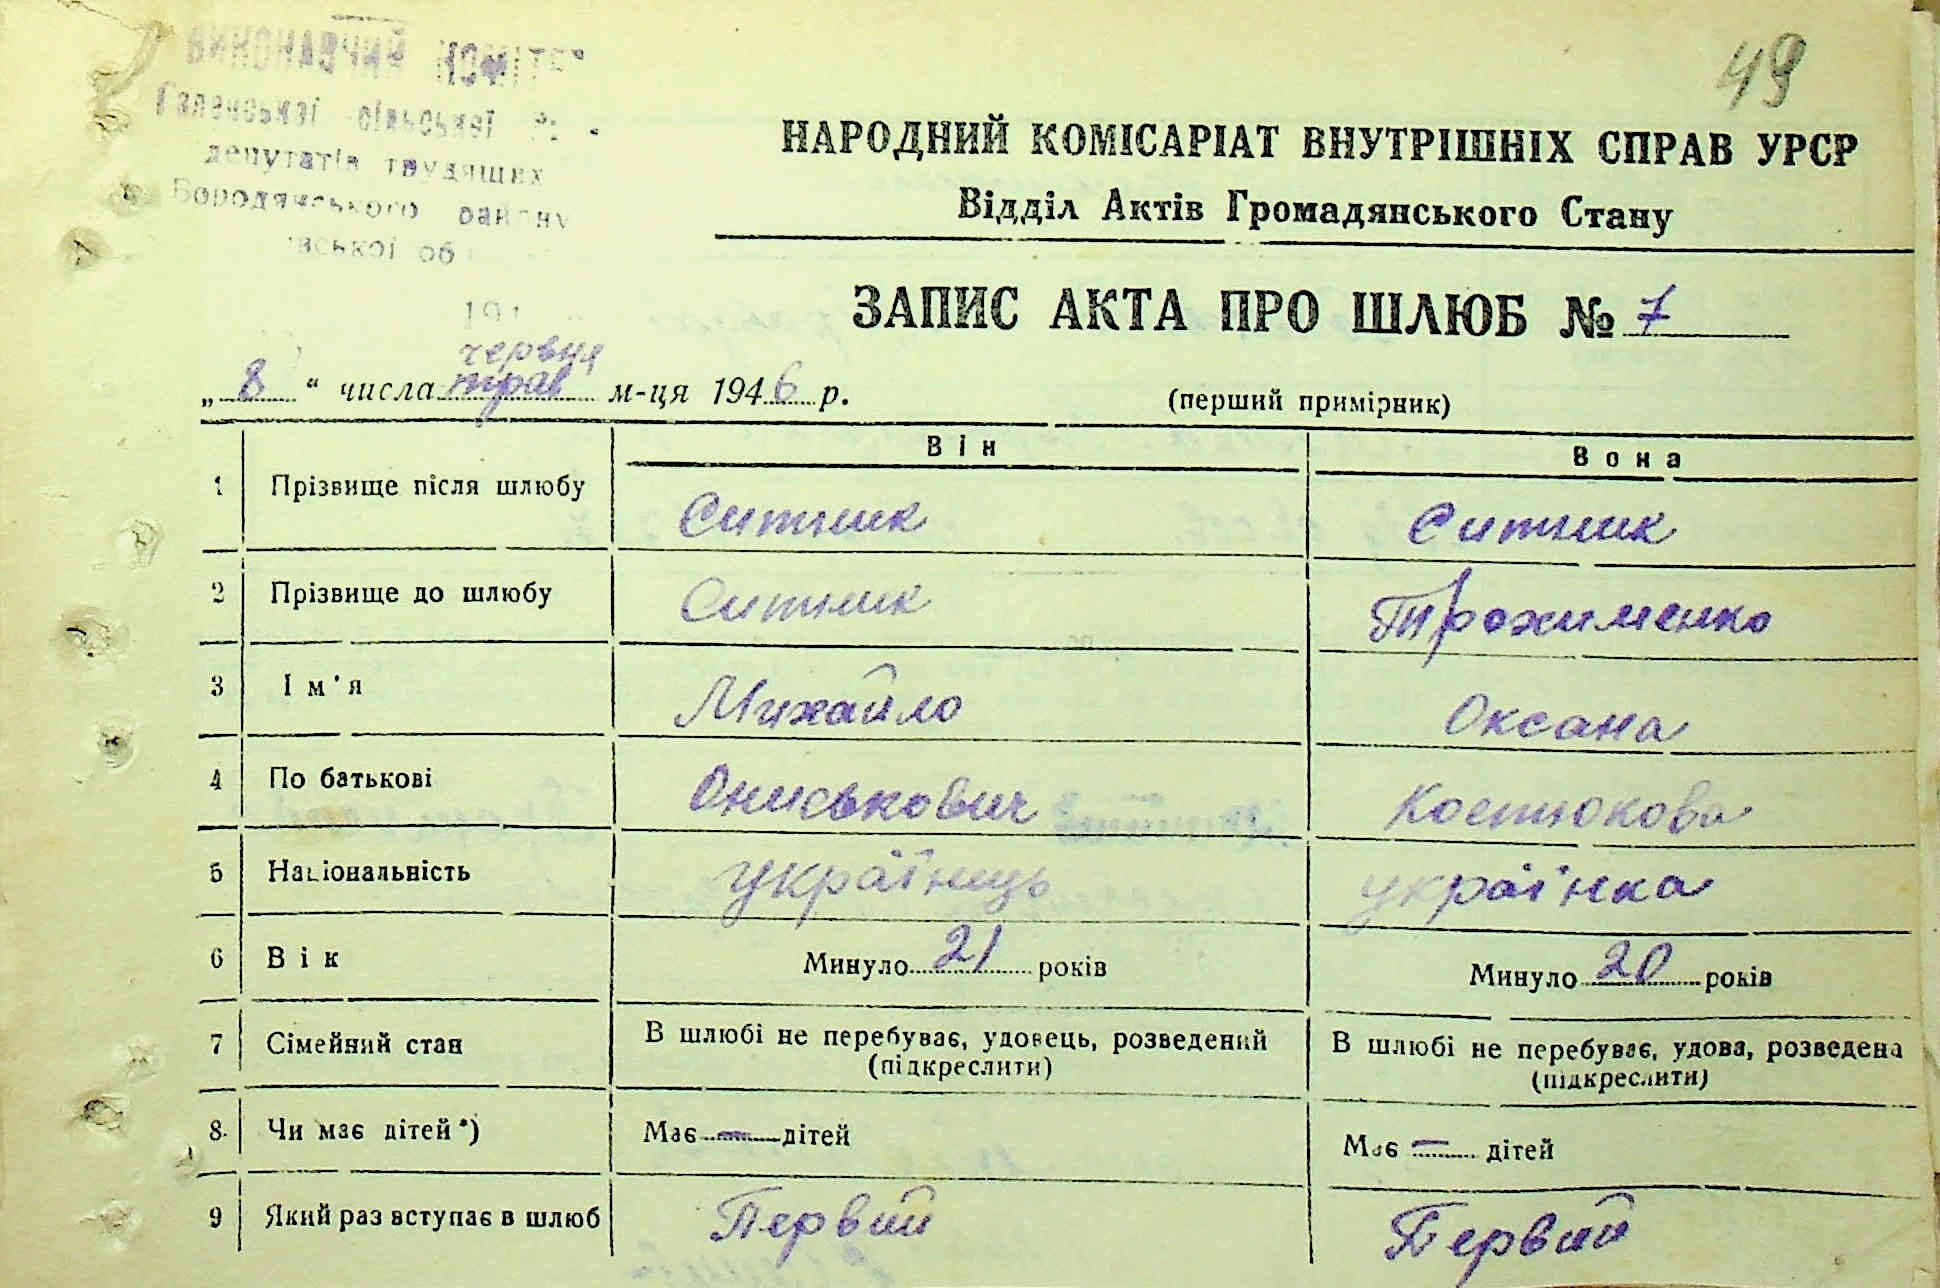 49
ВИКОНАВЧИЙ КОМІТЕТ
сільської
депутатів трудящих
Бородянського району
НАРОДНИЙ КОМІСАРІАТ ВНУТРІШНІХ СПРАВ УРСР
Відділ Актів Громадянського Стану
ЗАПИС АКТА ПРО ШЛЮБ № 7
червня
„ 8 “ числа трав м-ця 1946 р. (перший примірник)
Він Вона
1 Прізвище після шлюбу Ситник Ситник
2 Прізвище до шлюбу Ситник Трохименко
3 Ім'я Михайло Оксана
4 По батькові Ониськович Костюкова
5 Національність українець українка
6 Вік Минуло 21 років Минуло 20 років
7 Сімейний стан В шлюбі не перебуває, удовець, розведений (підкреслити) В шлюбі не перебуває, удова, розведена (підкреслити)
8. Чи має дітей*) Має — дітей Має — дітей
9 Який раз вступає в шлюб Первий Первий